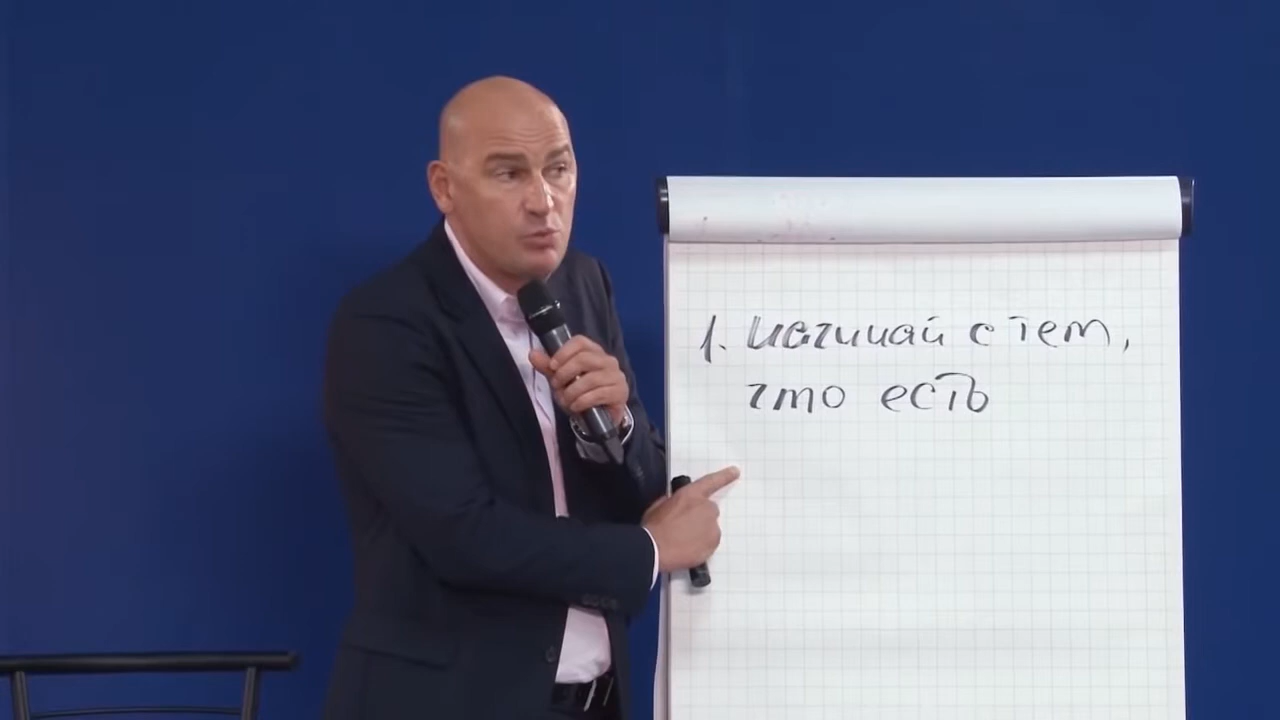 1. начинай с тем,
что есть